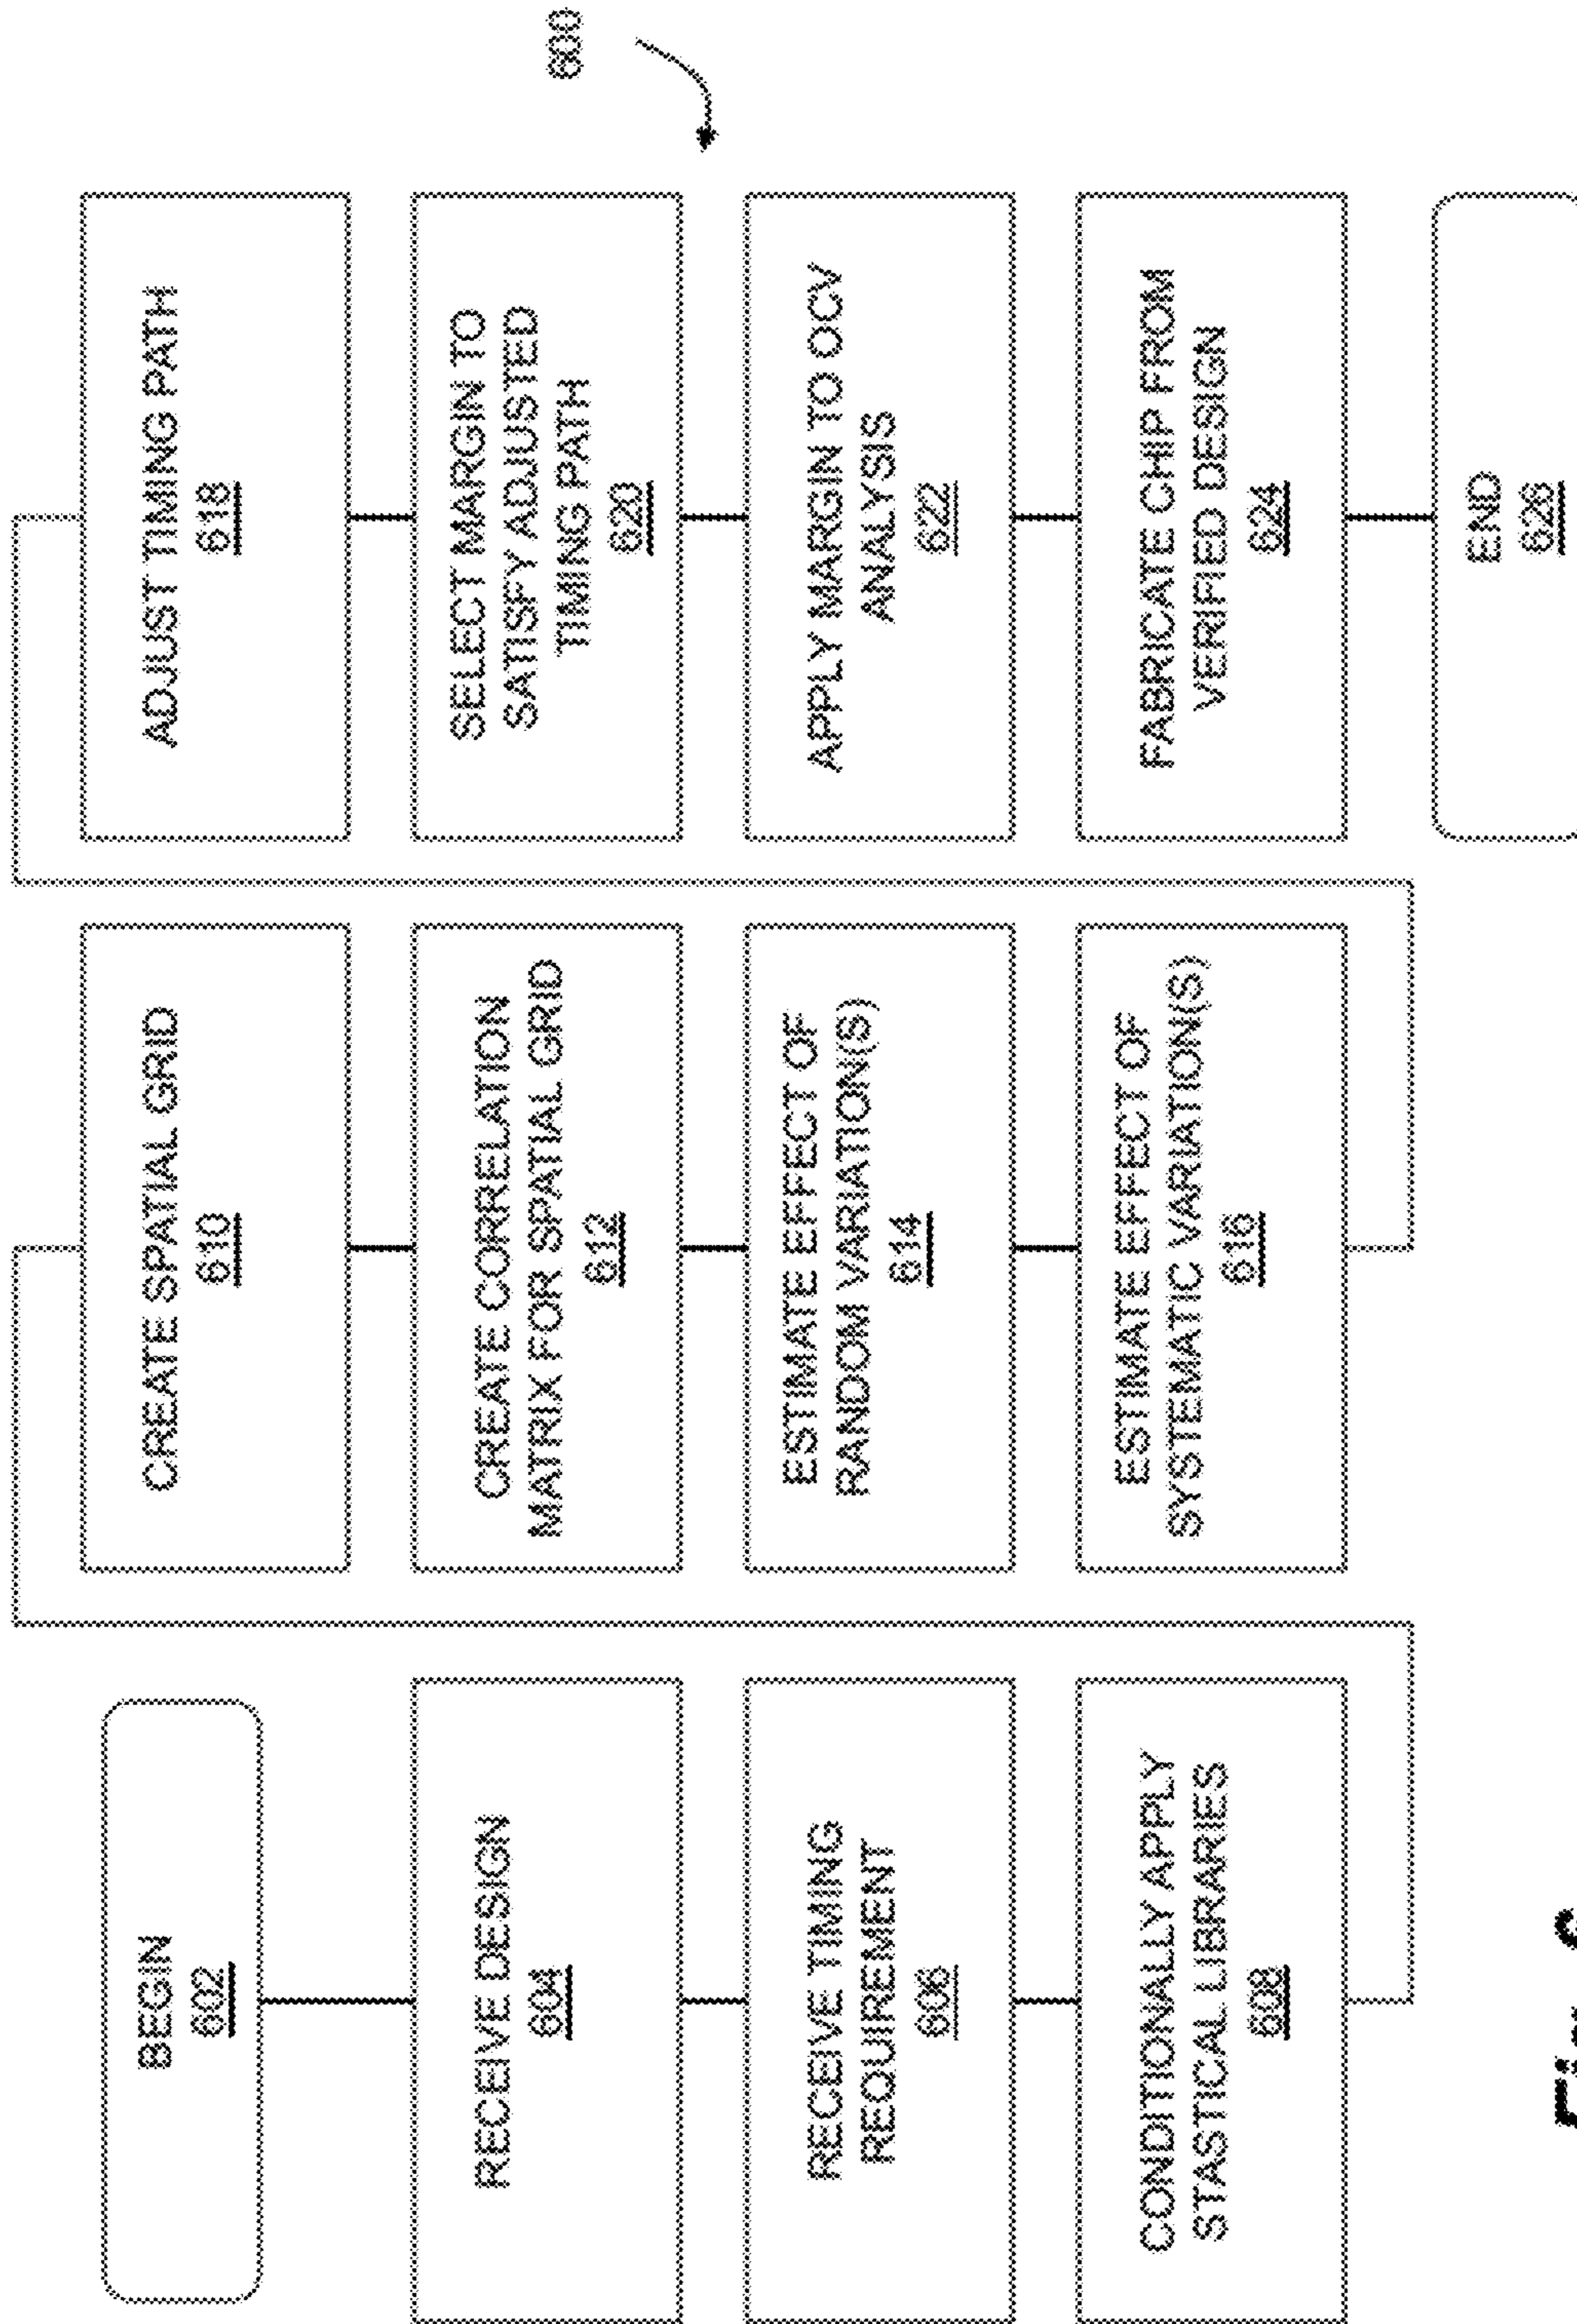 600
BEGIN
602
RECEIVE DESIGN
604
RECEIVE TIMING
REQUIREMENT
606
CONDITIONALLY APPLY
STASTICAL LIBRARIES
608
CREATE SPATIAL GRID
610
CREATE CORRELATION
MATRIX FOR SPATIAL GRID
612
ESTIMATE EFFECT OF
RANDOM VARIATION(S)
614
ESTIMATE EFFECT OF
SYSTEMATIC VARIATION(S)
616
ADJUST TIMING PATH
618
SELECT MARGIN TO
SATISFY ADJUSTED
TIMING PATH
620
APPLY MARGIN TO OCV
ANALYSIS
622
FABRICATE CHIP FROM
VERIFIED DESIGN
624
END
626